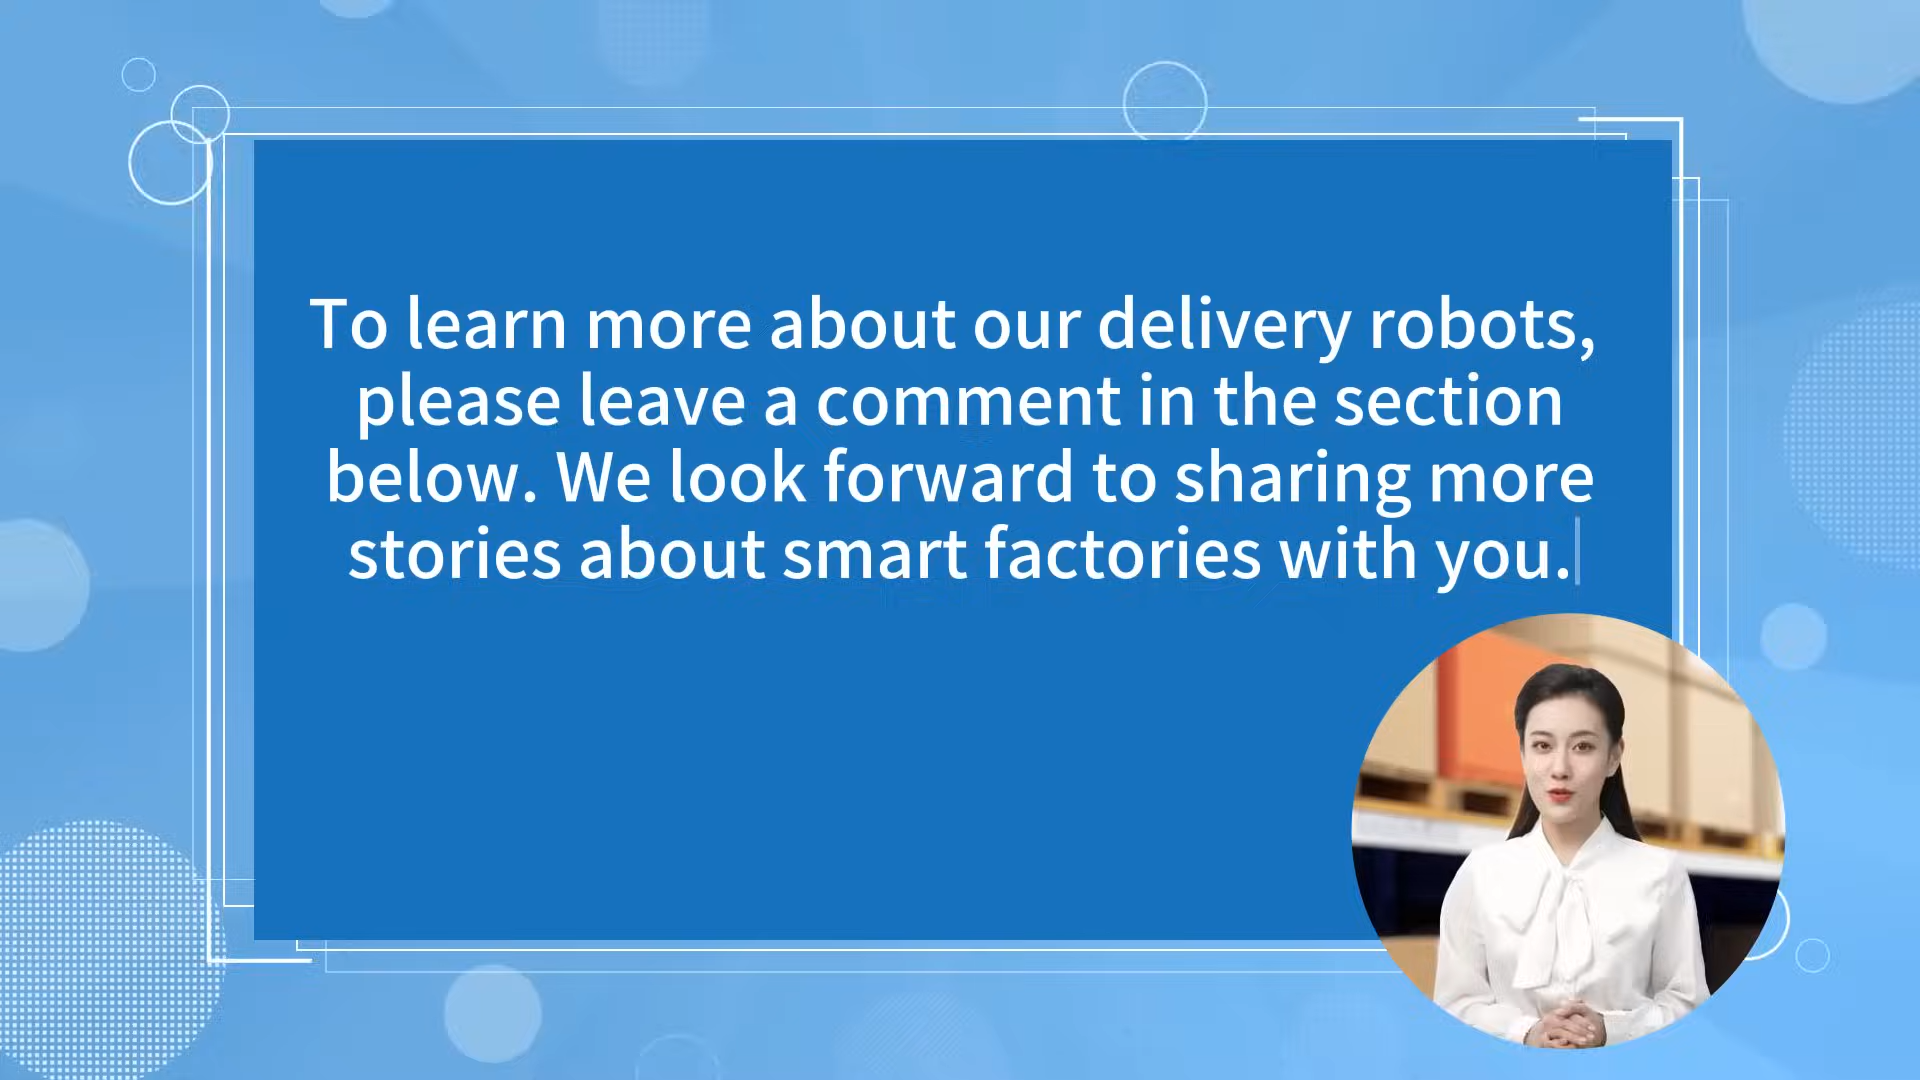 To learn more about our delivery robots,
please leave a comment in the section
below. We look forward to sharing more
stories about smart factories with you.